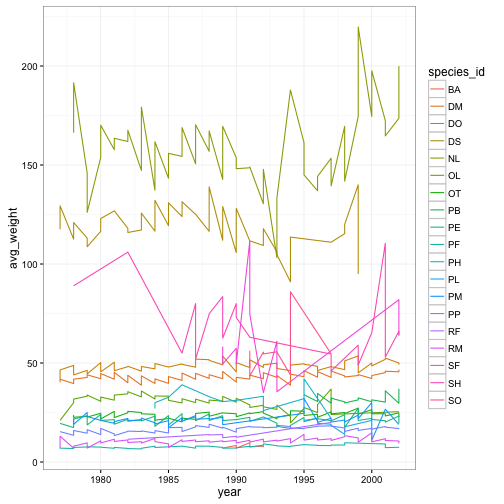 species_id
BA
DM
DO
DS
NL
OL
OT
PB
PE
PF
PH
PL
PM
PP
RF
RM
SF
SH
SO
avg_weight
200
150
100
50
0
1980 1985 1990 1995 2000
year